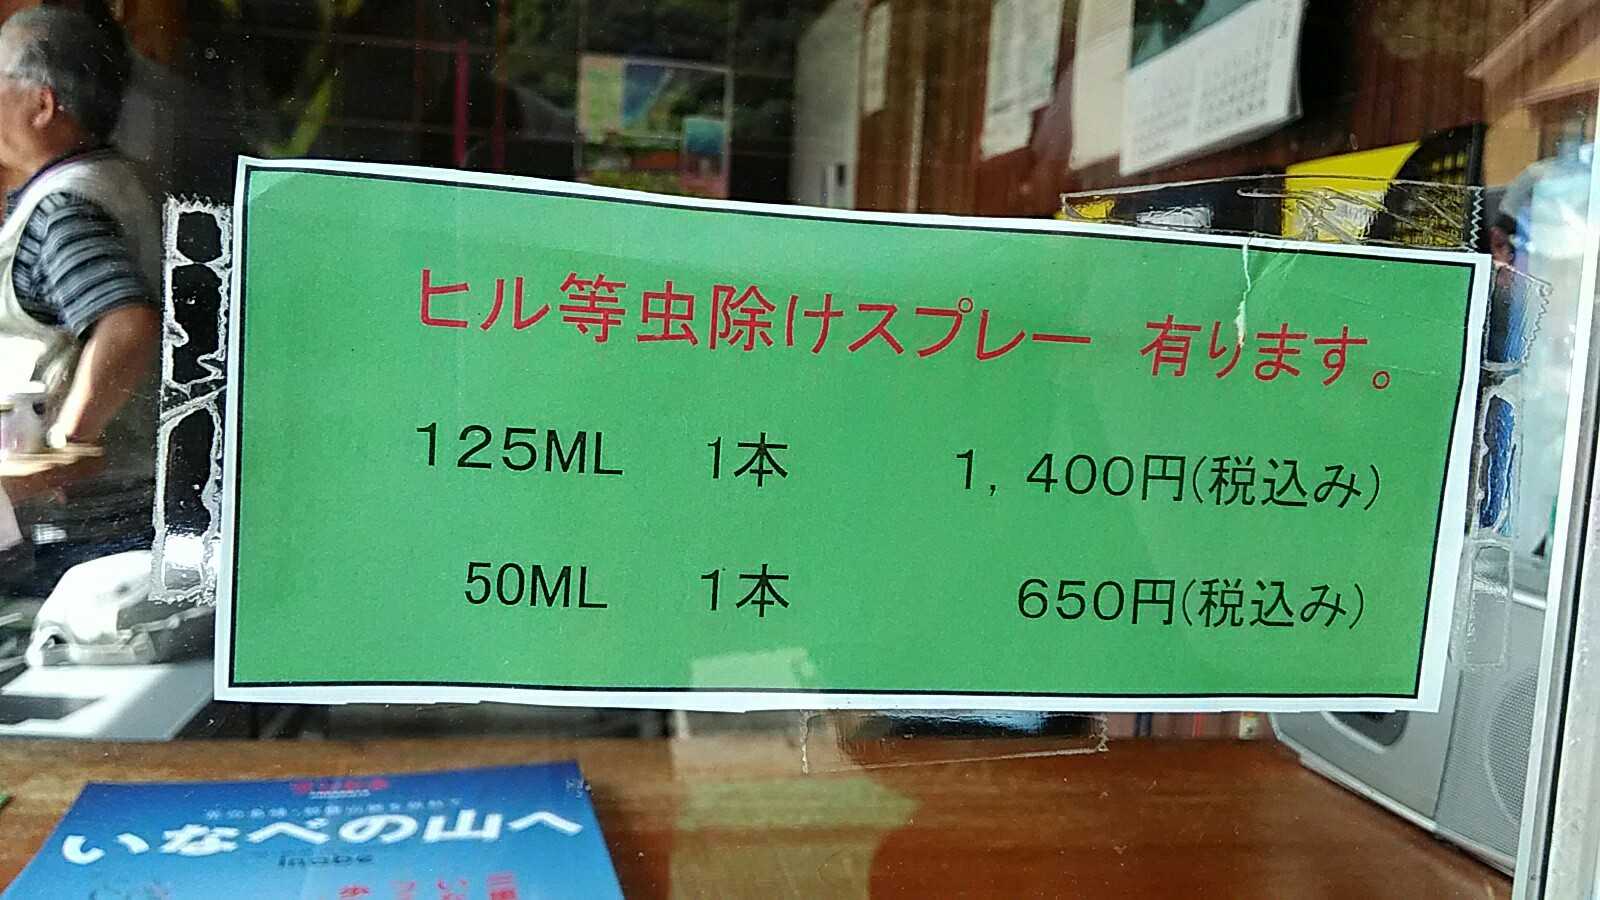 ヒル等虫除けスプレー 有ります。
125ML 1本 1,400円(税込み)
50ML 1本 650円(税込み)
いなべの山へ
Inabe